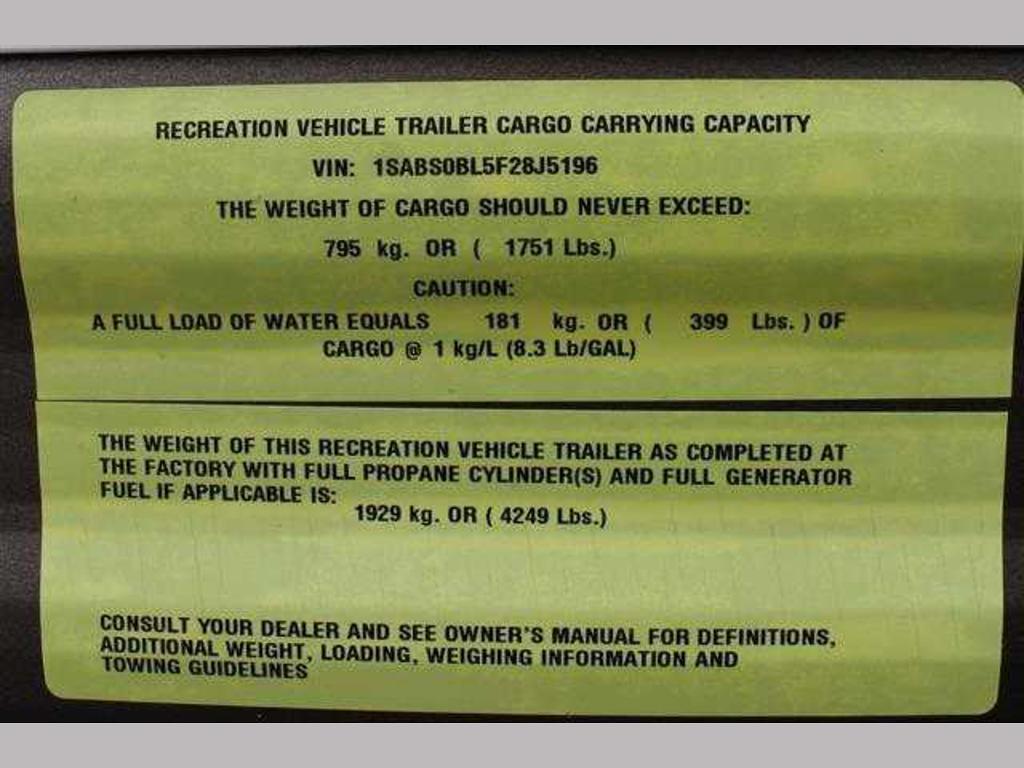 RECREATION VEHICLE TRAILER CARGO CARRYING CAPACITY
VIN: 1SABS0BL5F28J5196
THE WEIGHT OF CARGO SHOULD NEVER EXCEED:
795 kg. OR ( 1751 Lbs.)
CAUTION:
A FULL LOAD OF WATER EQUALS 181 kg. OR ( 399 Lbs. ) OF
CARGO @ 1 kg/L (8.3 Lb/GAL)
THE WEIGHT OF THIS RECREATION VEHICLE TRAILER AS COMPLETED AT
THE FACTORY WITH FULL PROPANE CYLINDER(S) AND FULL GENERATOR
FUEL IF APPLICABLE IS:
1929 kg. OR ( 4249 Lbs.)
CONSULT YOUR DEALER AND SEE OWNER'S MANUAL FOR DEFINITIONS,
ADDITIONAL WEIGHT, LOADING, WEIGHING INFORMATION AND
TOWING GUIDELINES